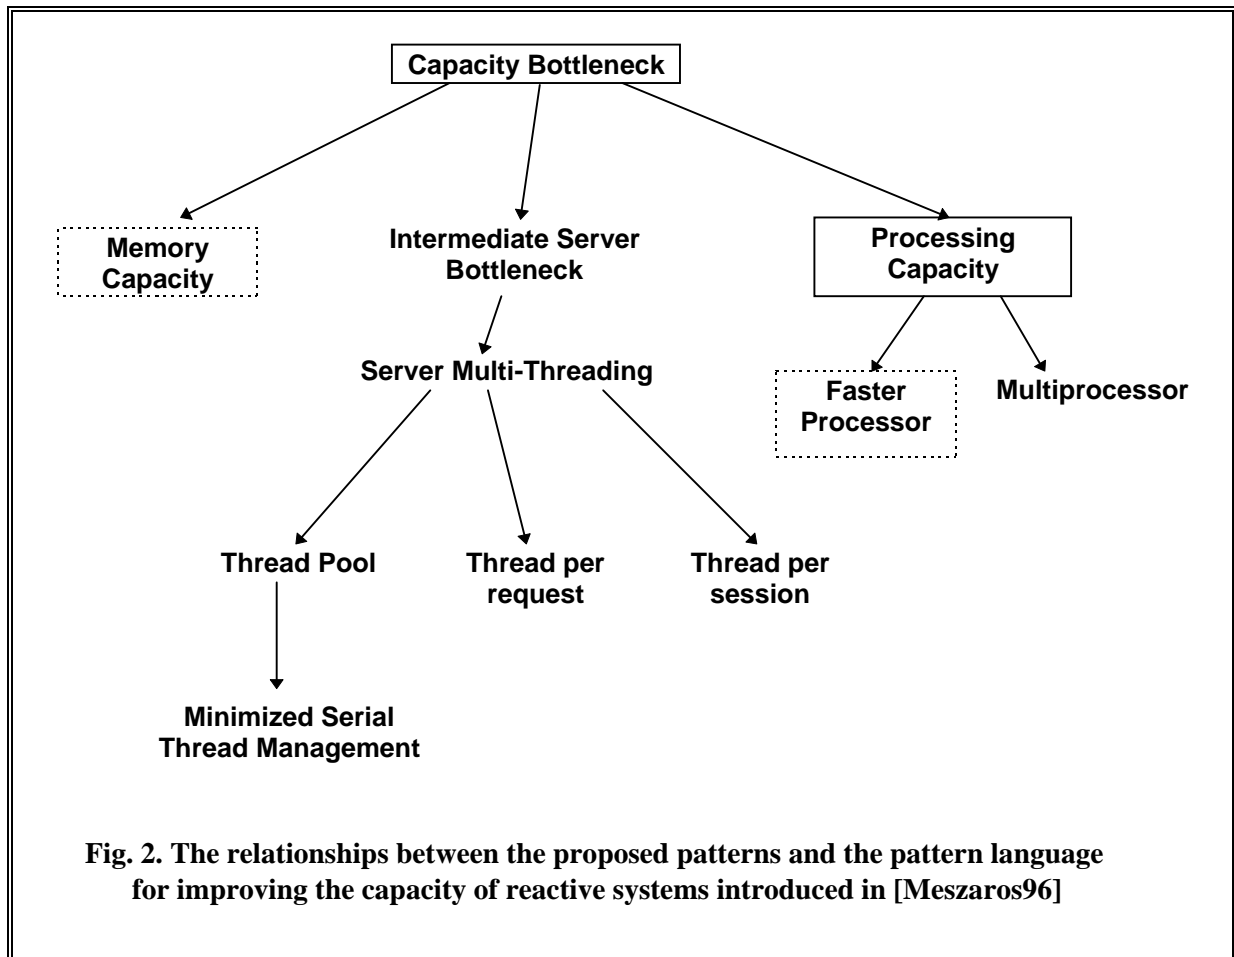 Capacity Bottleneck
Memory
Capacity
Intermediate Server
Bottleneck
Processing
Capacity
Server Multi-Threading
Faster
Processor
Multiprocessor
Thread Pool
Thread per
request
Thread per
session
Minimized Serial
Thread Management
Fig. 2. The relationships between the proposed patterns and the pattern language
for improving the capacity of reactive systems introduced in [Meszaros96]